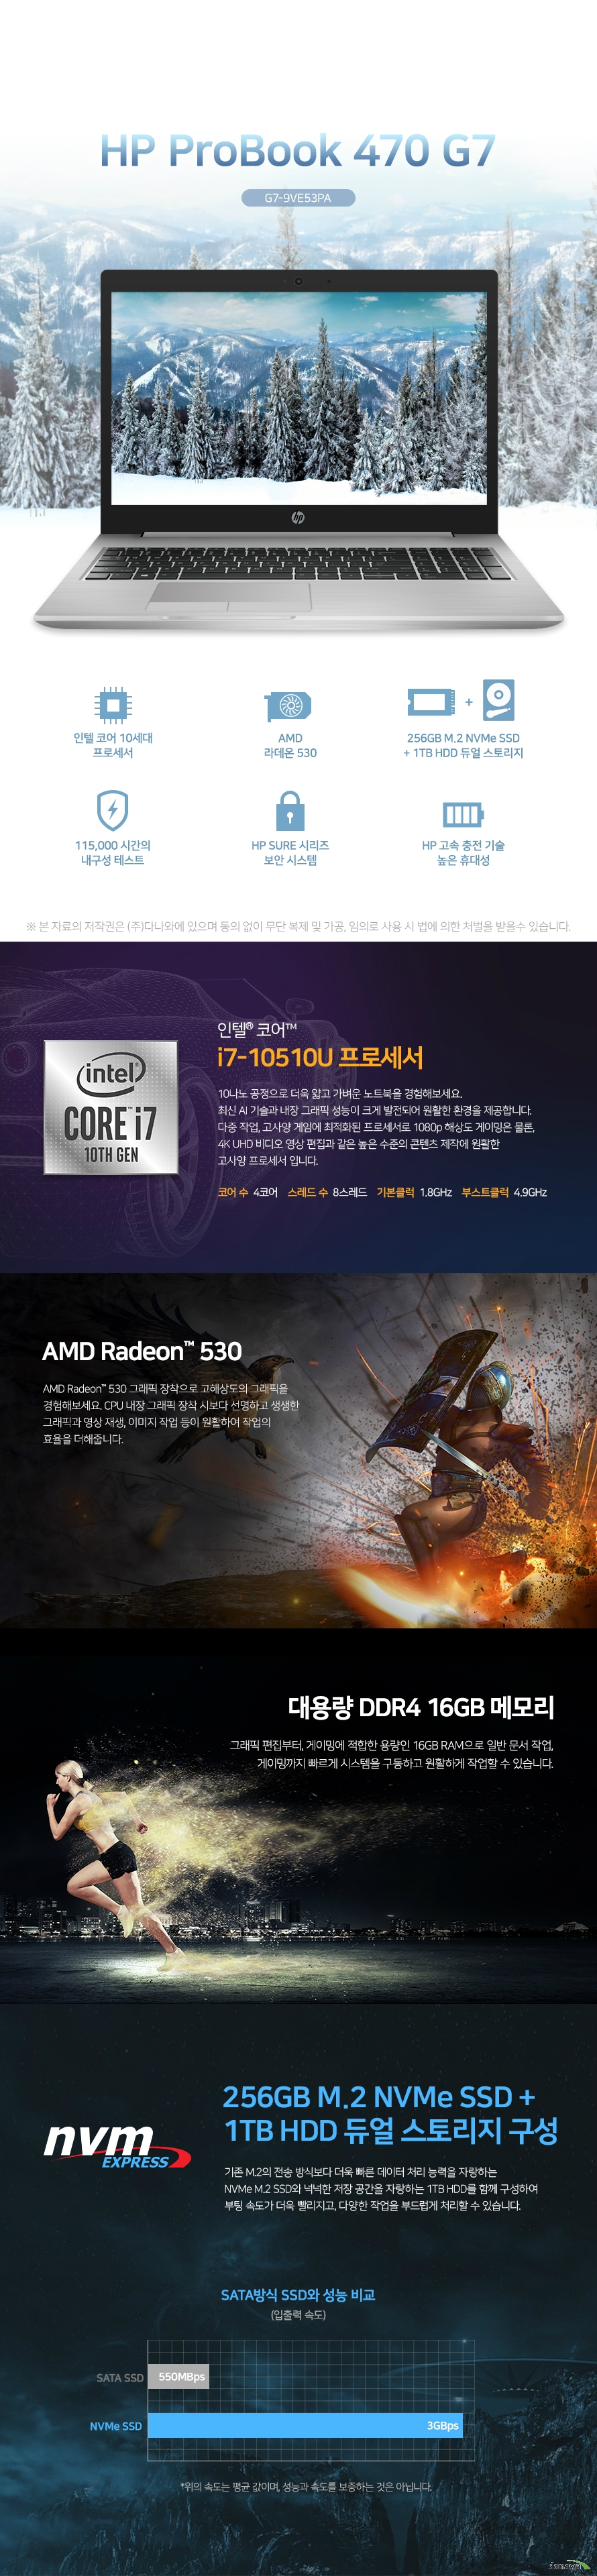 HP ProBook 470 G7
G7-9VE53PA
hp
인텔 코어 10세대
프로세서
AMD
라데온 530
+
256GB M.2 NVMe SSD
+ 1TB HDD 듀얼 스토리지
115,000 시간의
내구성 테스트
HP SURE 시리즈
보안 시스템
HP 고속 충전 기술
높은 휴대성
※ 본 자료의 저작권은 (주)다나와에 있으며 동의 없이 무단 복제 및 가공, 임의로 사용 시 법에 의한 처벌을 받을수 있습니다.
intel
CORE™ i7
10TH GEN
인텔® 코어™
i7-10510U 프로세서
10나노 공정으로 더욱 얇고 가벼운 노트북을 경험해보세요.
최신 AI 기술과 내장 그래픽 성능이 크게 발전되어 원활한 환경을 제공합니다.
다중 작업, 고사양 게임에 최적화된 프로세서로 1080p 해상도 게이밍은 물론,
4K UHD 비디오 영상 편집과 같은 높은 수준의 콘텐츠 제작에 원활한
고사양 프로세서 입니다.
코어 수 4코어 스레드 수 8스레드 기본클럭 1.8GHz 부스트클럭 4.9GHz
AMD Radeon™ 530
AMD Radeon™ 530 그래픽 장착으로 고해상도의 그래픽을
경험해보세요. CPU 내장 그래픽 장착 시보다 선명하고 생생한
그래픽과 영상 재생, 이미지 작업 등이 원활하여 작업의
효율을 더해줍니다.
대용량 DDR4 16GB 메모리
그래픽 편집부터, 게이밍에 적합한 용량인 16GB RAM으로 일반 문서 작업,
게이밍까지 빠르게 시스템을 구동하고 원활하게 작업할 수 있습니다.
nvm
EXPRESS
256GB M.2 NVMe SSD +
1TB HDD 듀얼 스토리지 구성
기존 M.2의 전송 방식보다 더욱 빠른 데이터 처리 능력을 자랑하는
NVMe M.2 SSD와 넉넉한 저장 공간을 자랑하는 1TB HDD를 함께 구성하여
부팅 속도가 더욱 빨리지고, 다양한 작업을 부드럽게 처리할 수 있습니다.
SATA방식 SSD와 성능 비교
(입출력 속도)
SATA SSD 550MBps
NVMe SSD 3GBps
*위의 속도는 평균 값이며, 성능과 속도를 보증하는 것은 아닙니다.